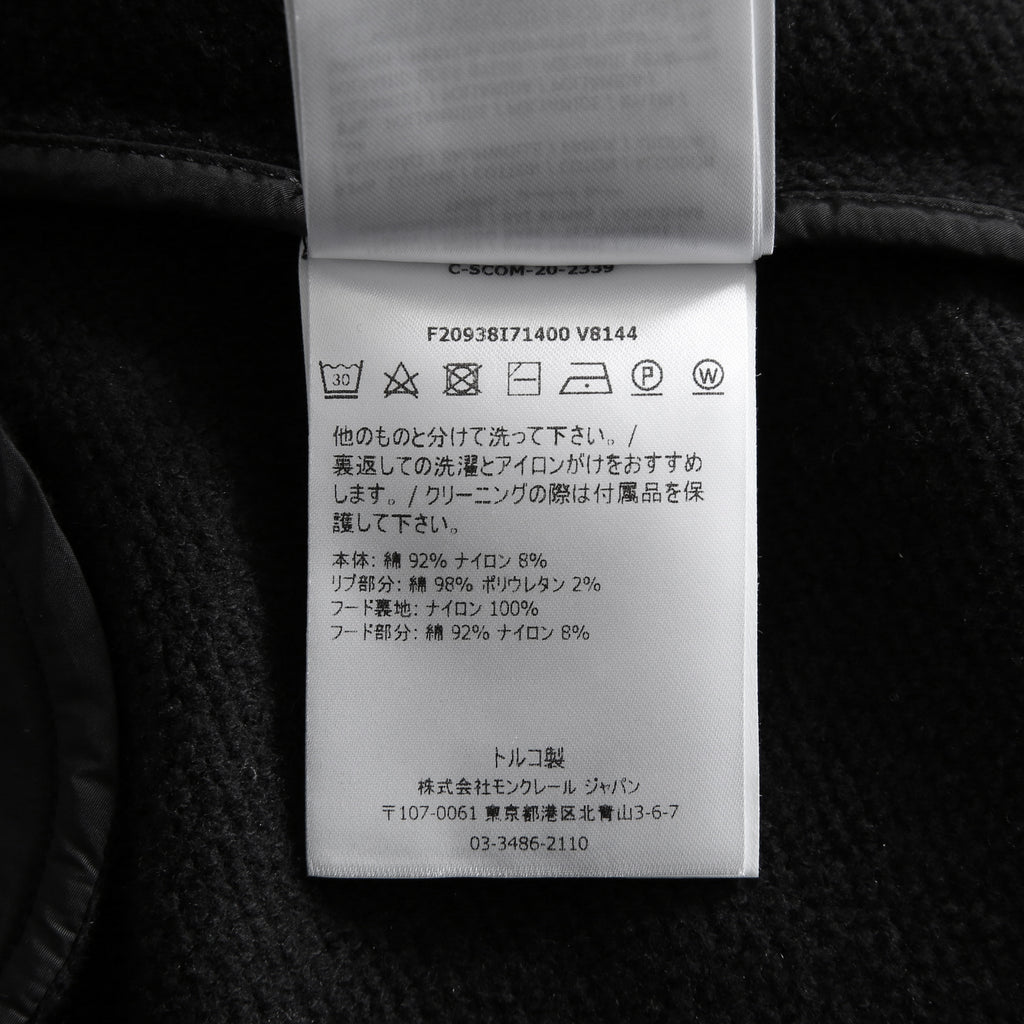 C-SCOM-20-2339
F20938I71400 V8144
30 P W
他のものと分けて洗って下さい。/
裏返しての洗濯とアイロンがけをおすすめ
します。/ クリーニングの際は付属品を保
護して下さい。
本体: 綿 92% ナイロン 8%
リブ部分: 綿 98% ポリウレタン 2%
フード裏地: ナイロン 100%
フード部分: 綿 92% ナイロン 8%
トルコ製
株式会社モンクレール ジャパン
〒107-0061 東京都港区北青山3-6-7
03-3486-2110